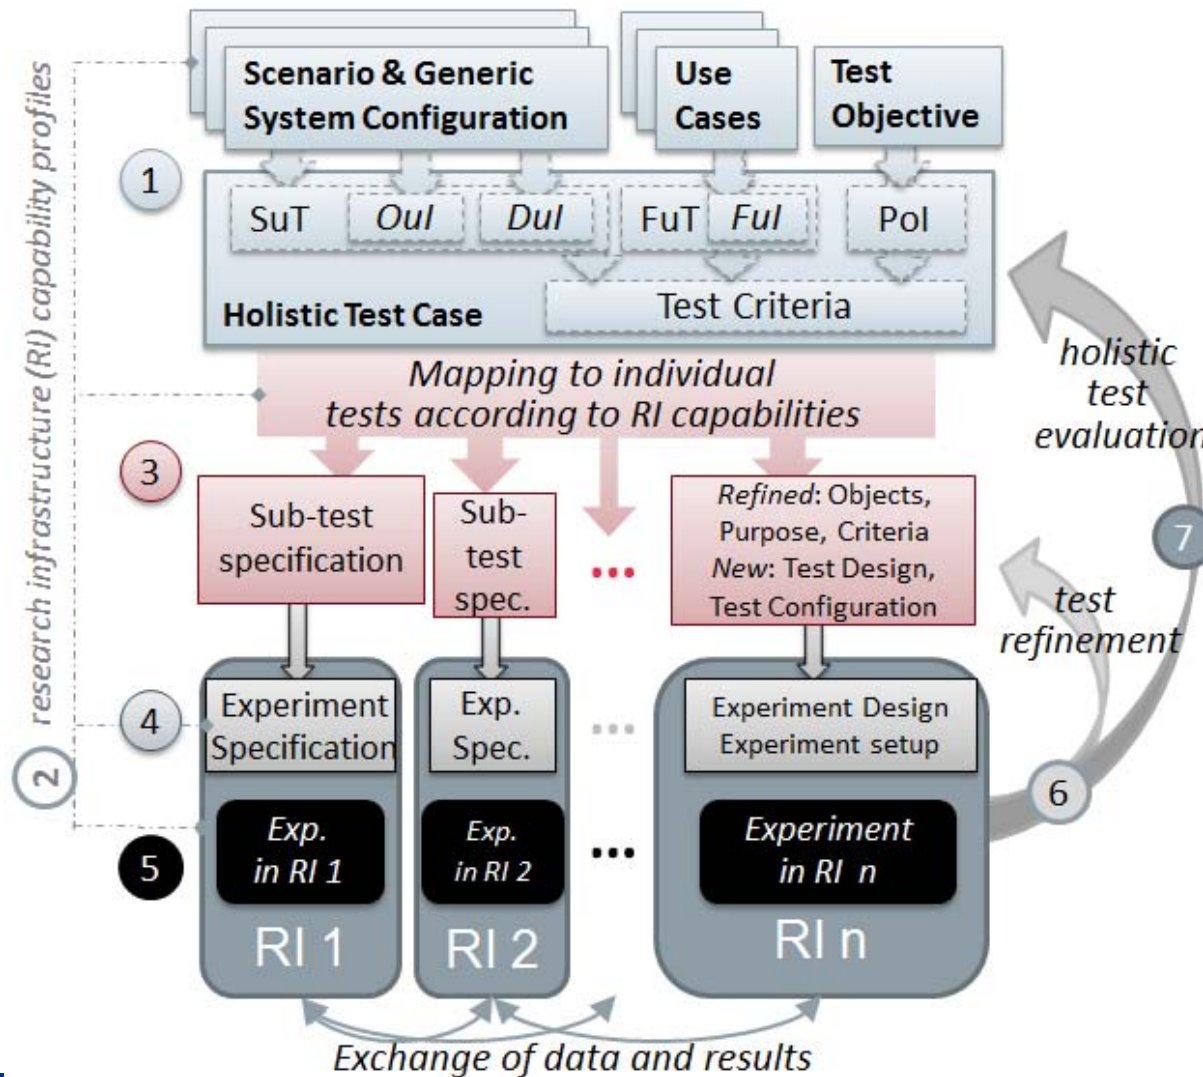 research infrastructure (RI) capability profiles
Scenario & Generic
System Configuration
Use
Cases
Test
Objective
1
SuT
OuI
DuI
FuT
FuI
PoI
Test Criteria
Holistic Test Case
Mapping to individual
tests according to RI capabilities
holistic
test
evaluation
3
Sub-test
specification
Sub-
test
spec.
...
Refined: Objects,
Purpose, Criteria
New: Test Design,
Test Configuration
7
test
refinement
4
Experiment
Specification
Exp.
Spec.
...
Experiment Design
Experiment setup
2
6
5
Exp.
in RI 1
Exp.
in RI 2
...
Experiment
in RI n
RI 1
RI 2
RI n
Exchange of data and results